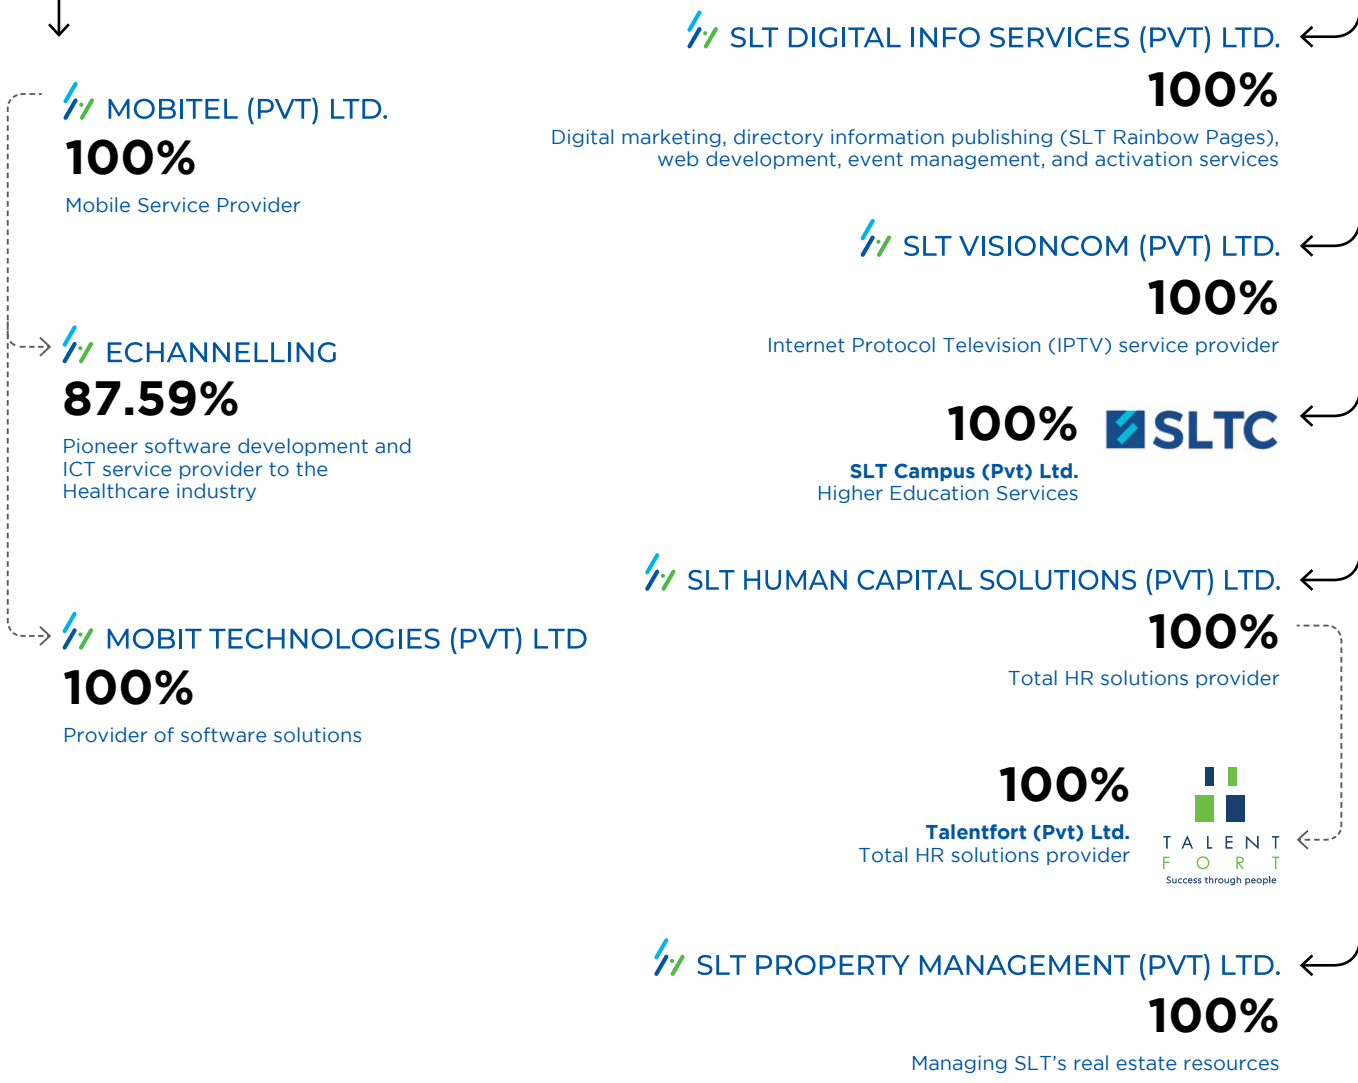 MOBITEL (PVT) LTD.
100%
Mobile Service Provider
ECHANNELLING
87.59%
Pioneer software development and
ICT service provider to the
Healthcare industry
MOBIT TECHNOLOGIES (PVT) LTD
100%
Provider of software solutions
SLT DIGITAL INFO SERVICES (PVT) LTD.
100%
Digital marketing, directory information publishing (SLT Rainbow Pages),
web development, event management, and activation services
SLT VISIONCOM (PVT) LTD.
100%
Internet Protocol Television (IPTV) service provider
100%
SLTC
SLT Campus (Pvt) Ltd.
Higher Education Services
SLT HUMAN CAPITAL SOLUTIONS (PVT) LTD.
100%
Total HR solutions provider
100%
Talentfort (Pvt) Ltd.
Total HR solutions provider
TALENT
FORT
Success through people
SLT PROPERTY MANAGEMENT (PVT) LTD.
100%
Managing SLT's real estate resources